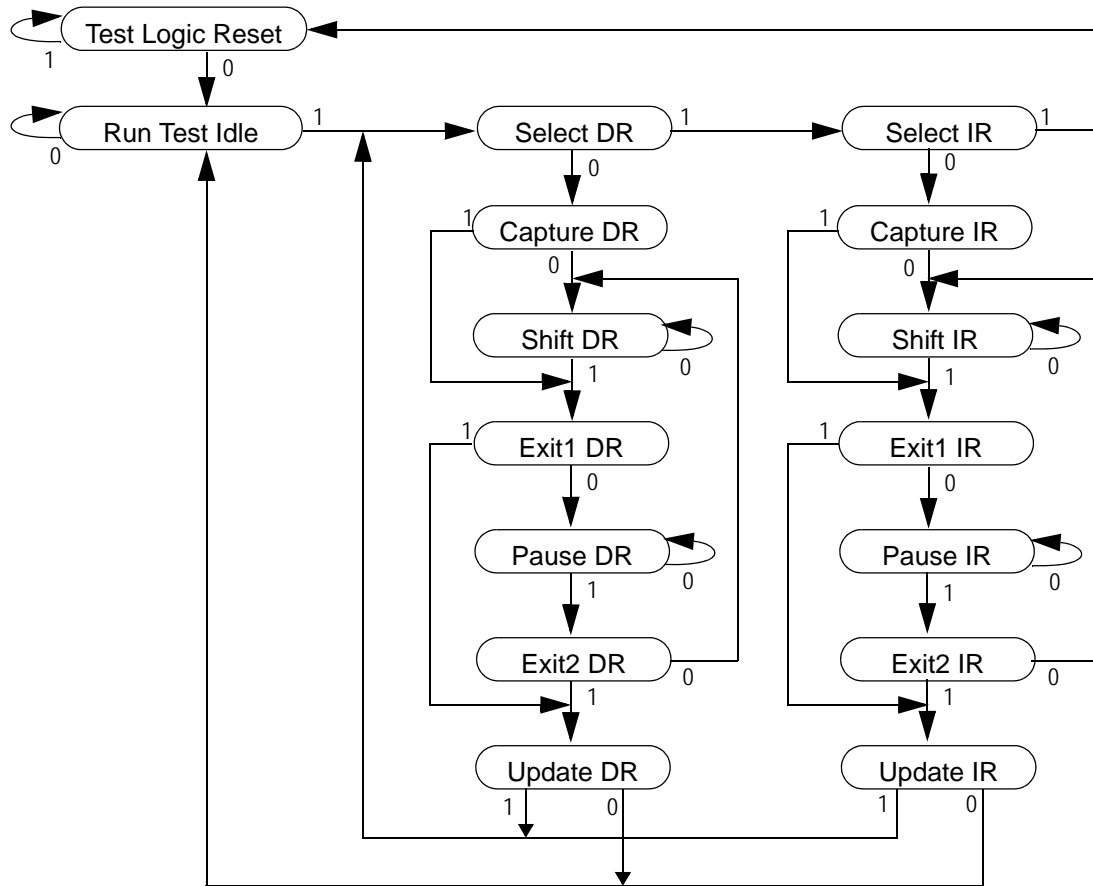 Test Logic Reset
1
0
Run Test Idle
1
Select DR
1
Select IR
1
0
0
0
1
Capture DR
1
Capture IR
0
0
Shift DR
0
Shift IR
0
1
1
1
Exit1 DR
1
Exit1 IR
0
0
Pause DR
0
Pause IR
0
1
1
Exit2 DR
0
Exit2 IR
0
1
1
Update DR
Update IR
1
0
1
0